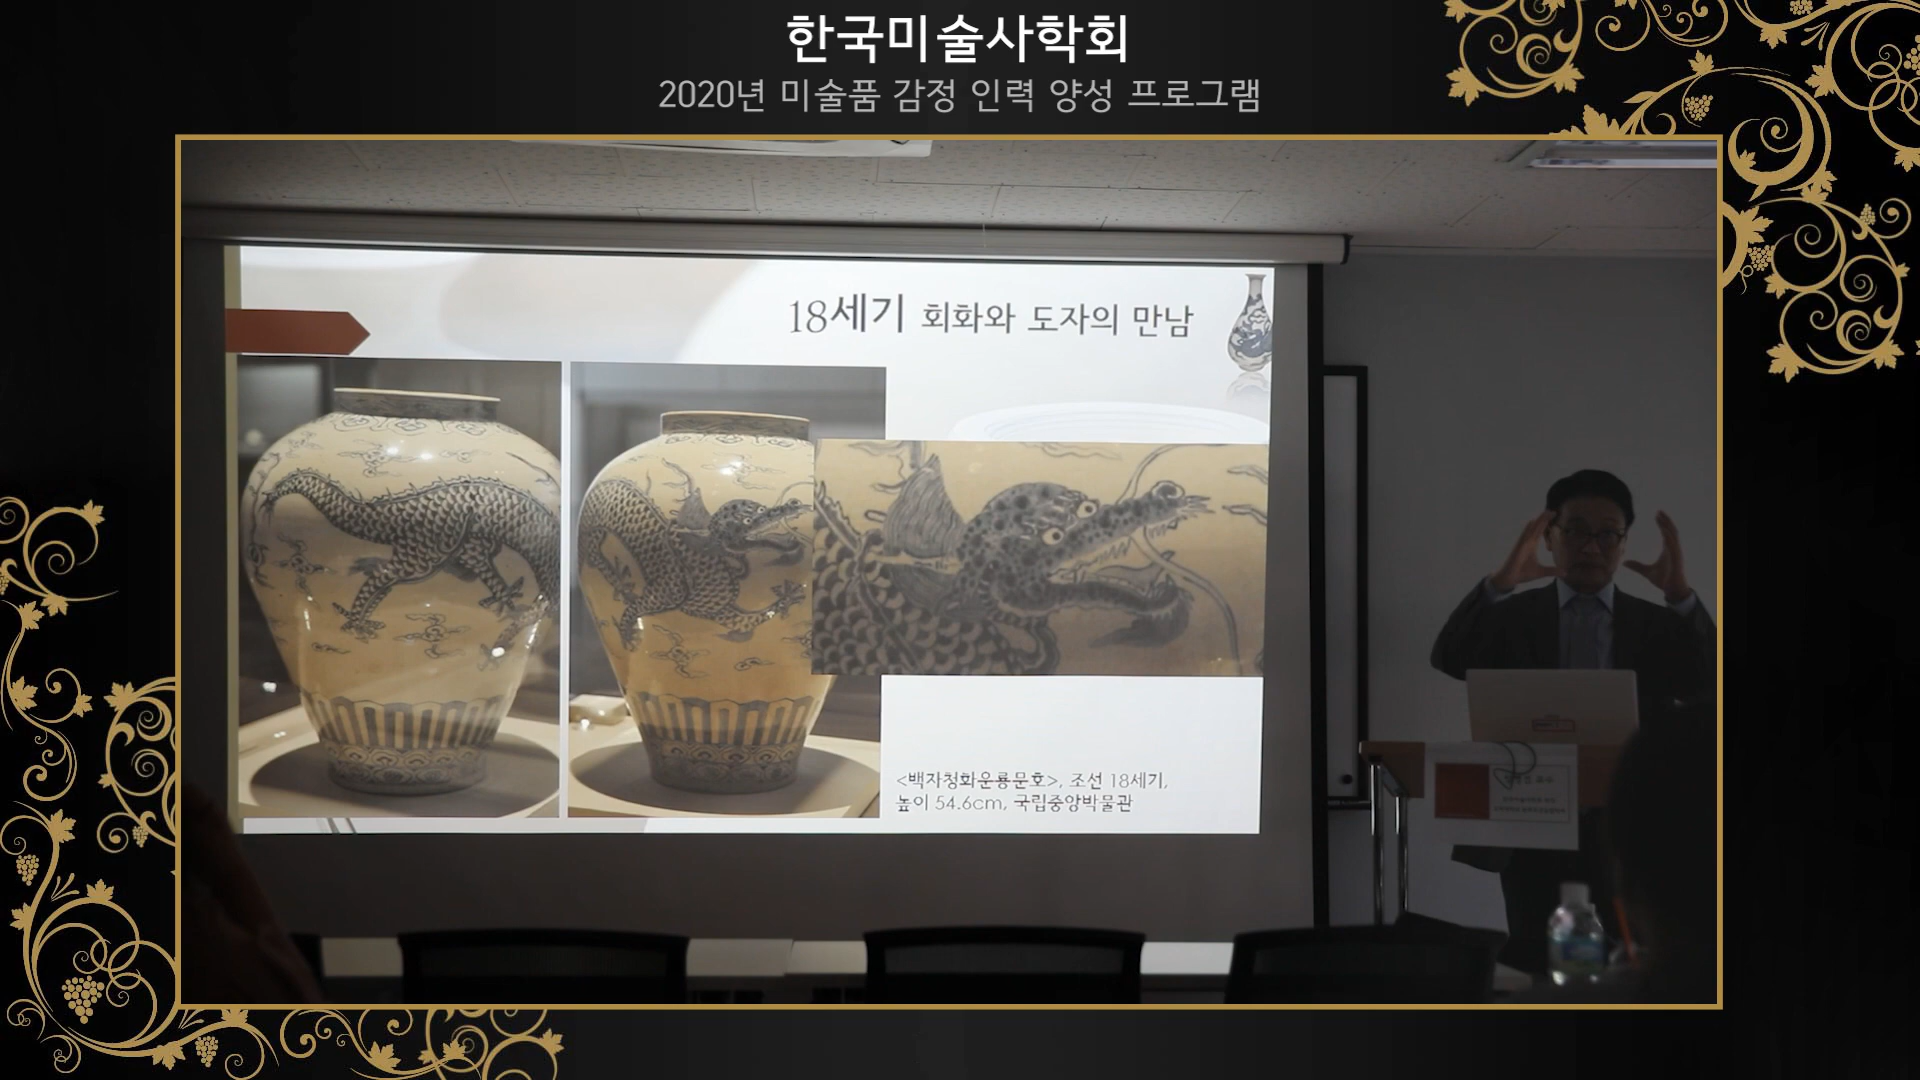 한국미술사학회
2020년 미술품 감정 인력 양성 프로그램
18세기 회화와 도자의 만남
<백자청화운룡문호>, 조선 18세기,
높이 54.6cm, 국립중앙박물관